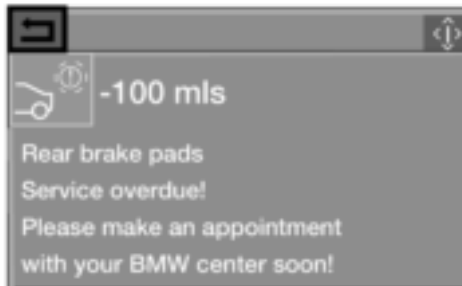 -100 mls
Rear brake pads
Service overdue!
Please make an appointment
with your BMW center soon!